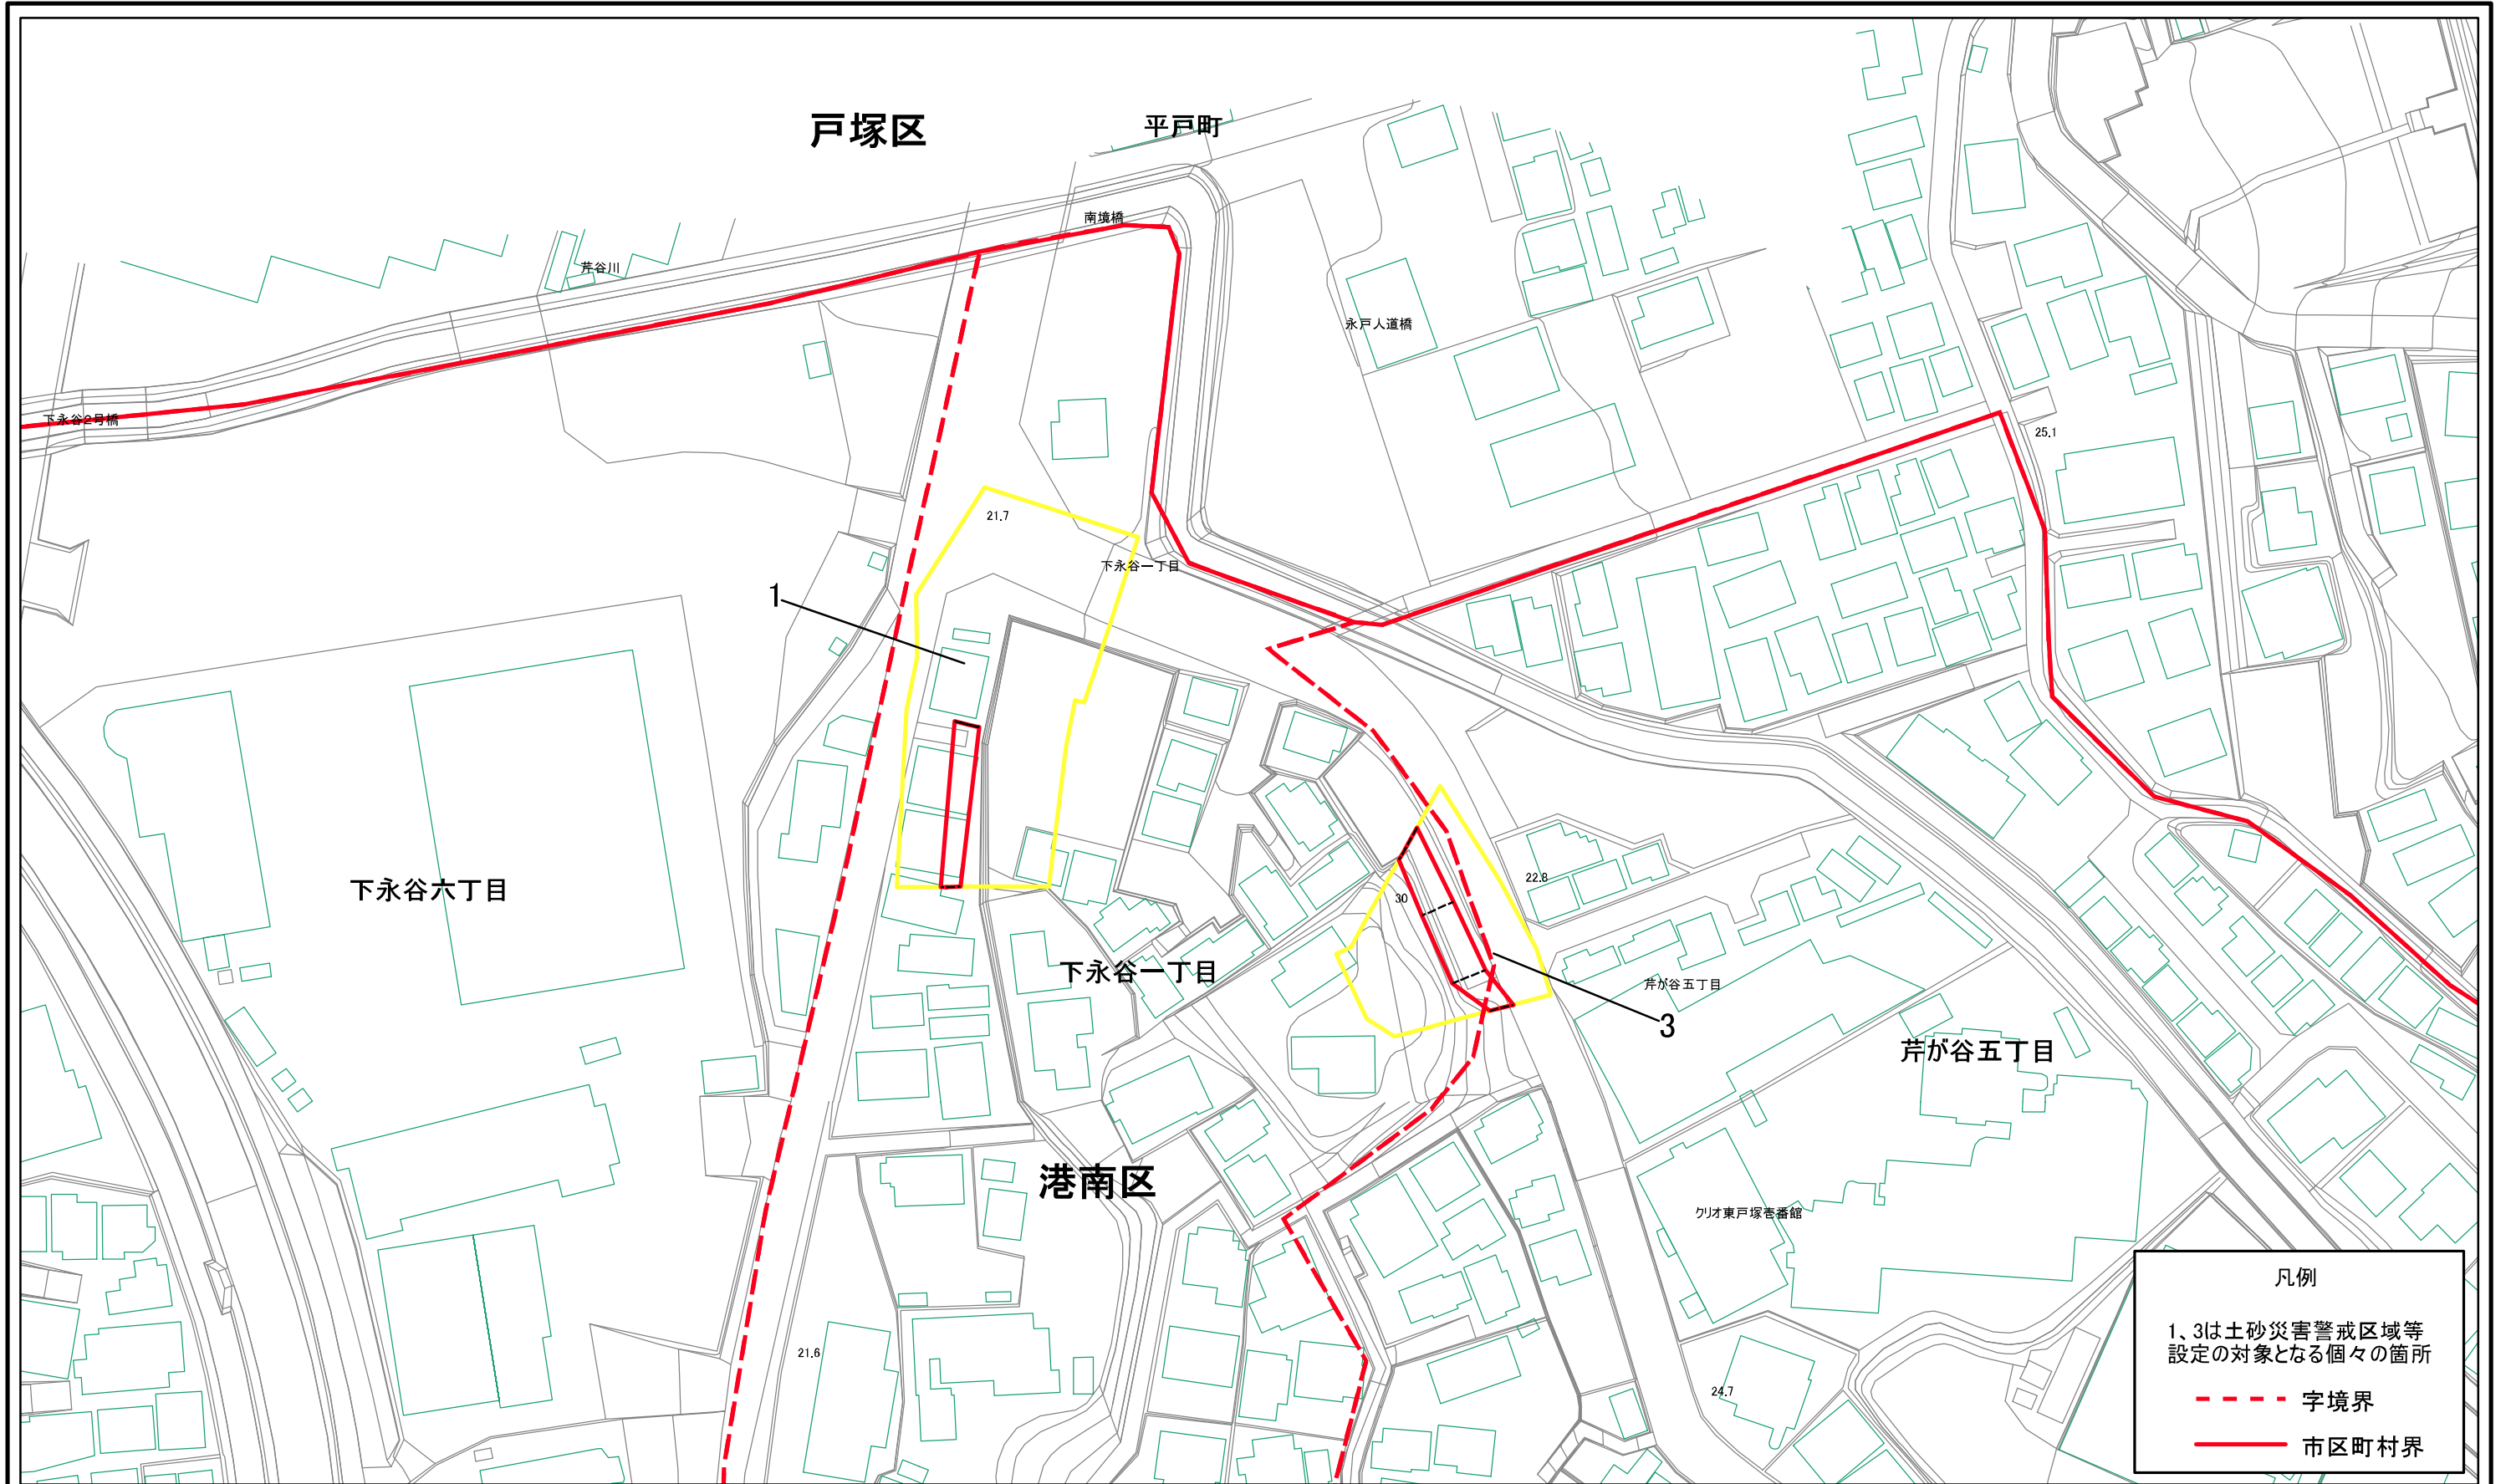 戸塚区
平戸町
南境橋
芹谷川
永戸人道橋
下永谷2号橋
25.1
21.7
下永谷一丁目
1
22.8
下永谷六丁目
30
下永谷一丁目
芹が谷五丁目
3
芹が谷五丁目
港南区
クリオ東戸塚壱番館
21.6
24.7
凡例
1、3は土砂災害警戒区域等
設定の対象となる個々の箇所
字境界
市区町村界